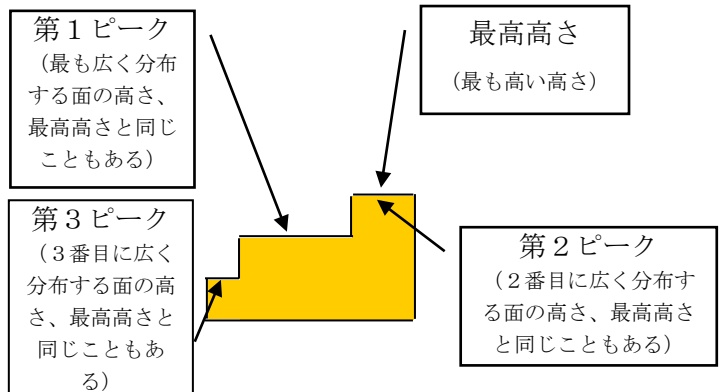 第１ピーク
（最も広く分布
する面の高さ、
最高高さと同じ
こともある）
最高高さ
（最も高い高さ）
第３ピーク
（３番目に広く
分布する面の高
さ、最高高さと
同じこともあ
る）
第２ピーク
（２番目に広く分布す
る面の高さ、最高高さ
と同じこともある）